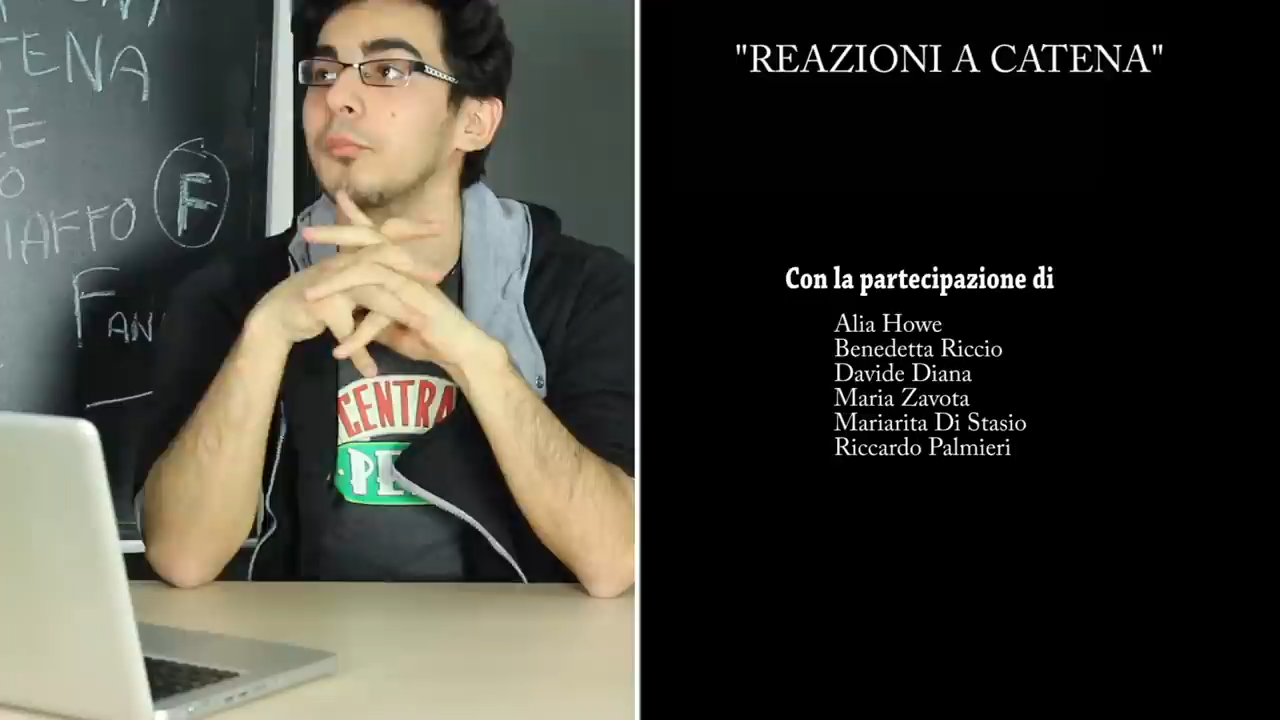 TENA
E
O
IAFFO
F
FAN
CENTRA
PE
"REAZIONI A CATENA"
Con la partecipazione di
Alia Howe
Benedetta Riccio
Davide Diana
Maria Zavota
Mariarita Di Stasio
Riccardo Palmieri